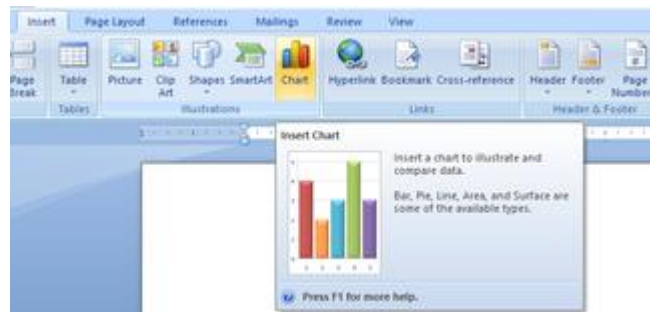 Insert Page Layout References Mailings Review View
Page Break Table Picture Clip Art Shapes SmartArt Chart Hyperlink Bookmark Cross-reference Header Footer Page Number
Tables Illustrations Links Header & Footer
Insert Chart
Insert a chart to illustrate and
compare data.
Bar, Pie, Line, Area, and Surface are
some of the available types.
Press F1 for more help.